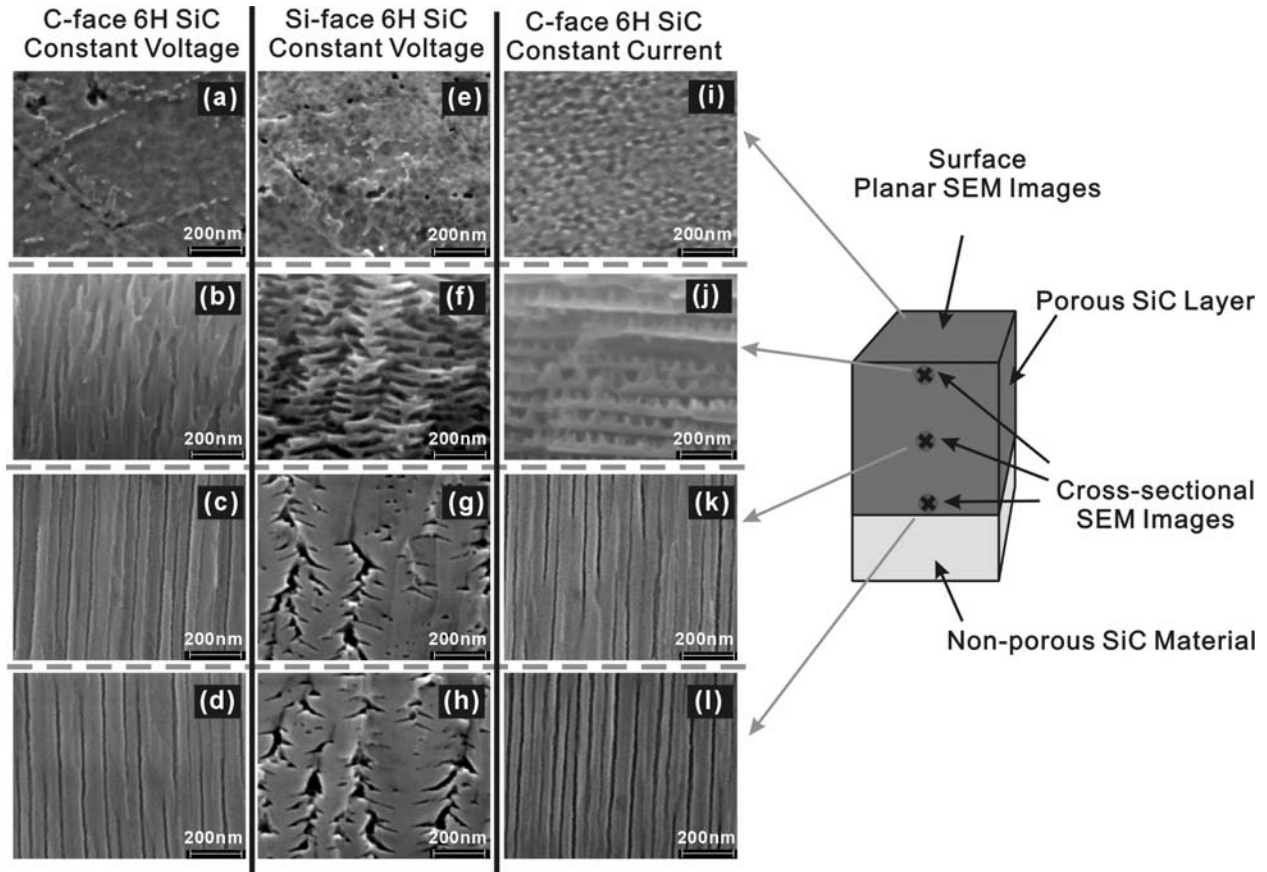 C-face 6H SiC
Constant Voltage
Si-face 6H SiC
Constant Voltage
C-face 6H SiC
Constant Current
(a)
200nm
(e)
200nm
(i)
200nm
(b)
200nm
(f)
200nm
(j)
200nm
(c)
200nm
(g)
200nm
(k)
200nm
(d)
200nm
(h)
200nm
(l)
200nm
Surface
Planar SEM Images
Porous SiC Layer
Cross-sectional
SEM Images
Non-porous SiC Material